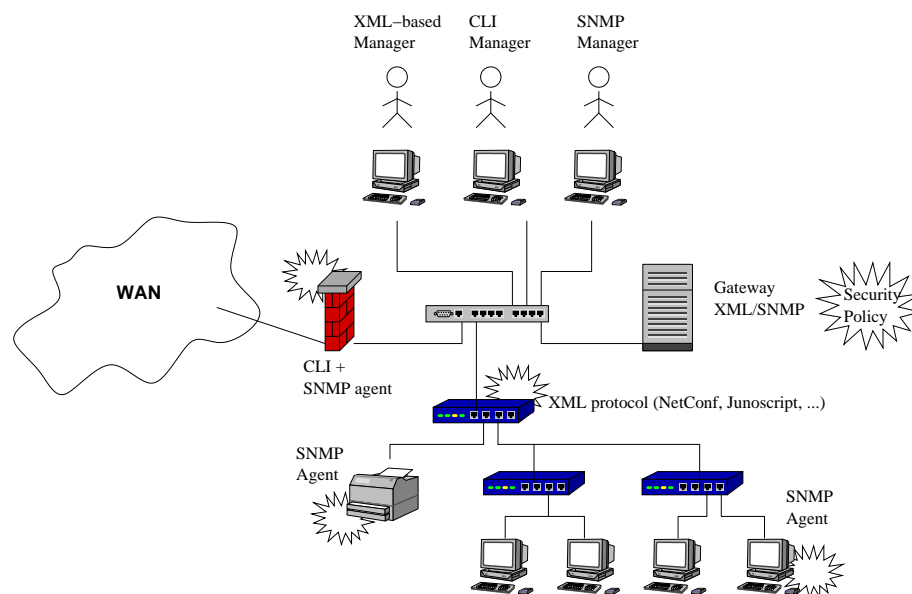 XML−based
Manager
CLI
Manager
SNMP
Manager
WAN
Gateway
XML/SNMP
Security
Policy
CLI +
SNMP agent
XML protocol (NetConf, Junoscript, ...)
SNMP
Agent
SNMP
Agent